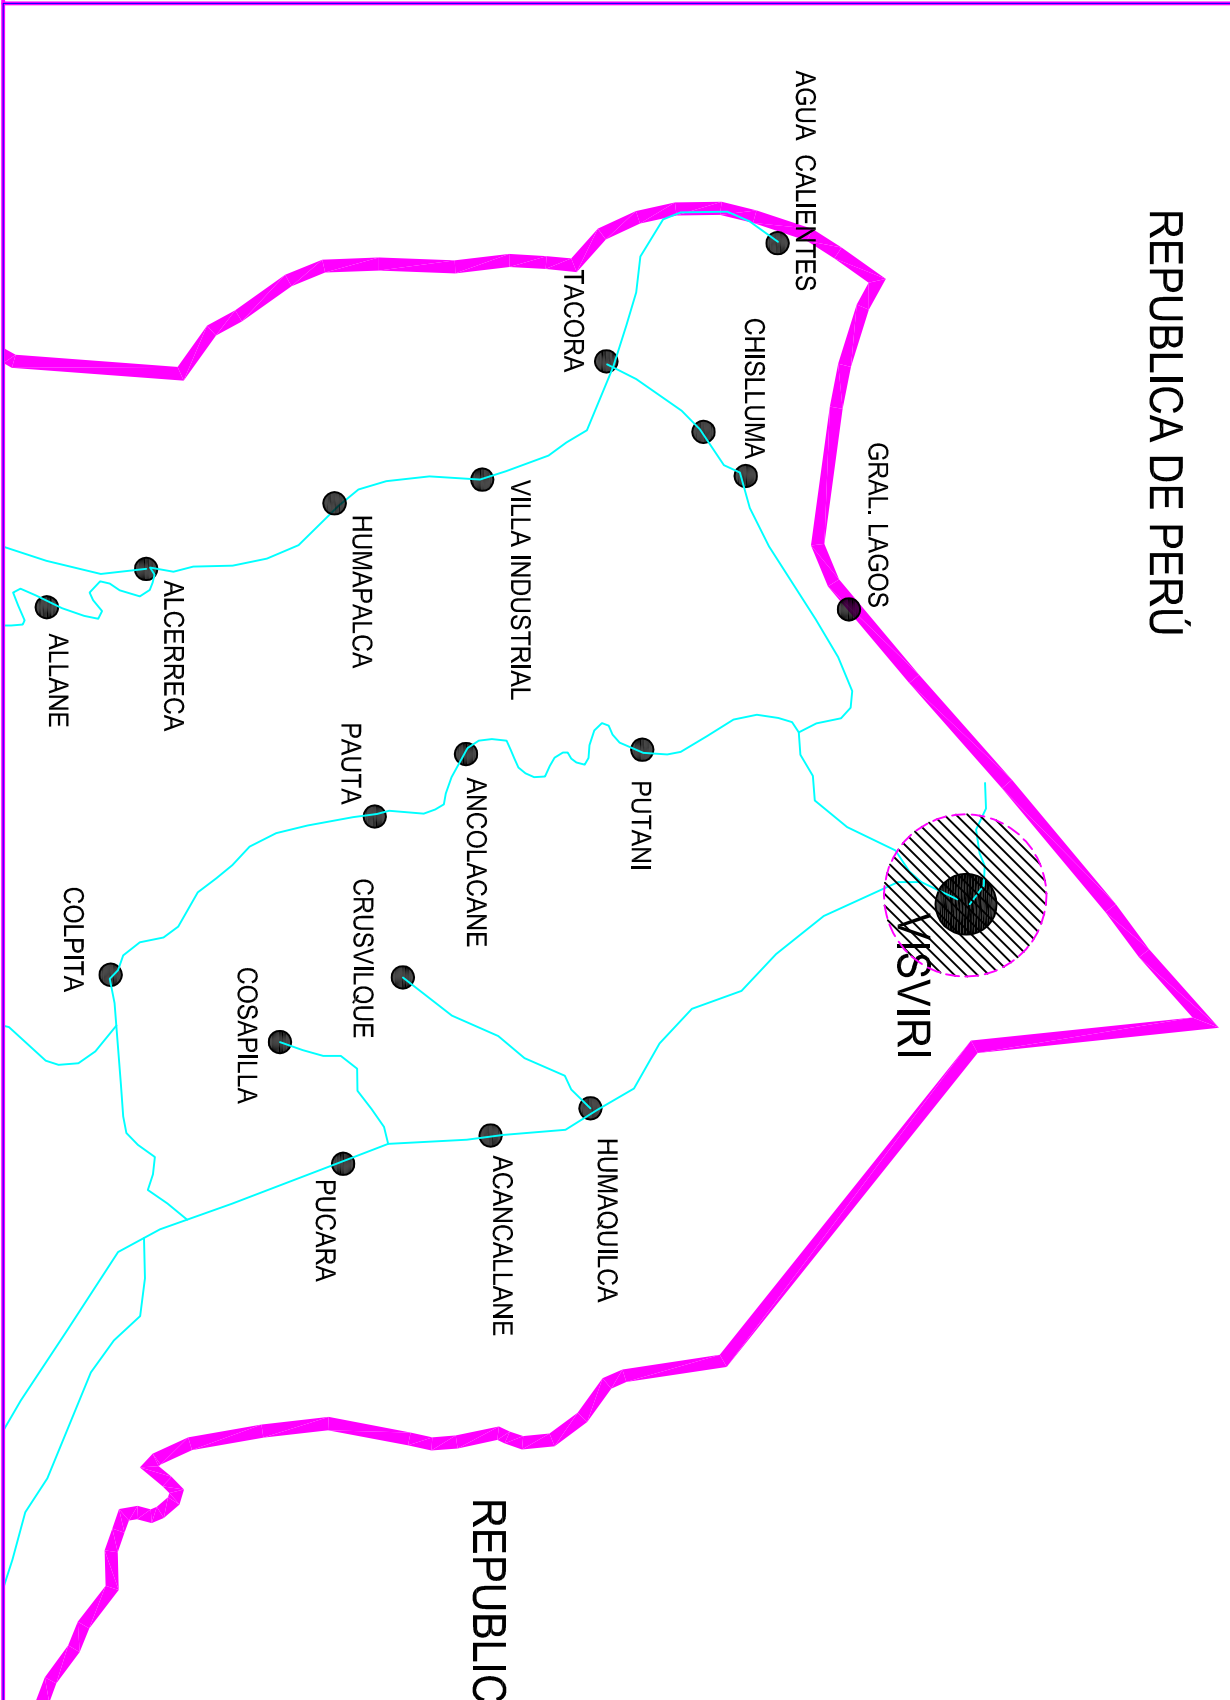 REPUBLICA DE PERÚ
VISVIRI
GRAL. LAGOS
AGUA CALIENTES
CHISLLUMA
PUTANI
HUMAQUILCA
TACORA
VILLA INDUSTRIAL
ANCOLACANE
ACANCALLANE
REPUBLIC
HUMAPALCA
PAUTA
CRUSVILQUE
PUCARA
COSAPILLA
ALCERRECA
COLPITA
ALLANE